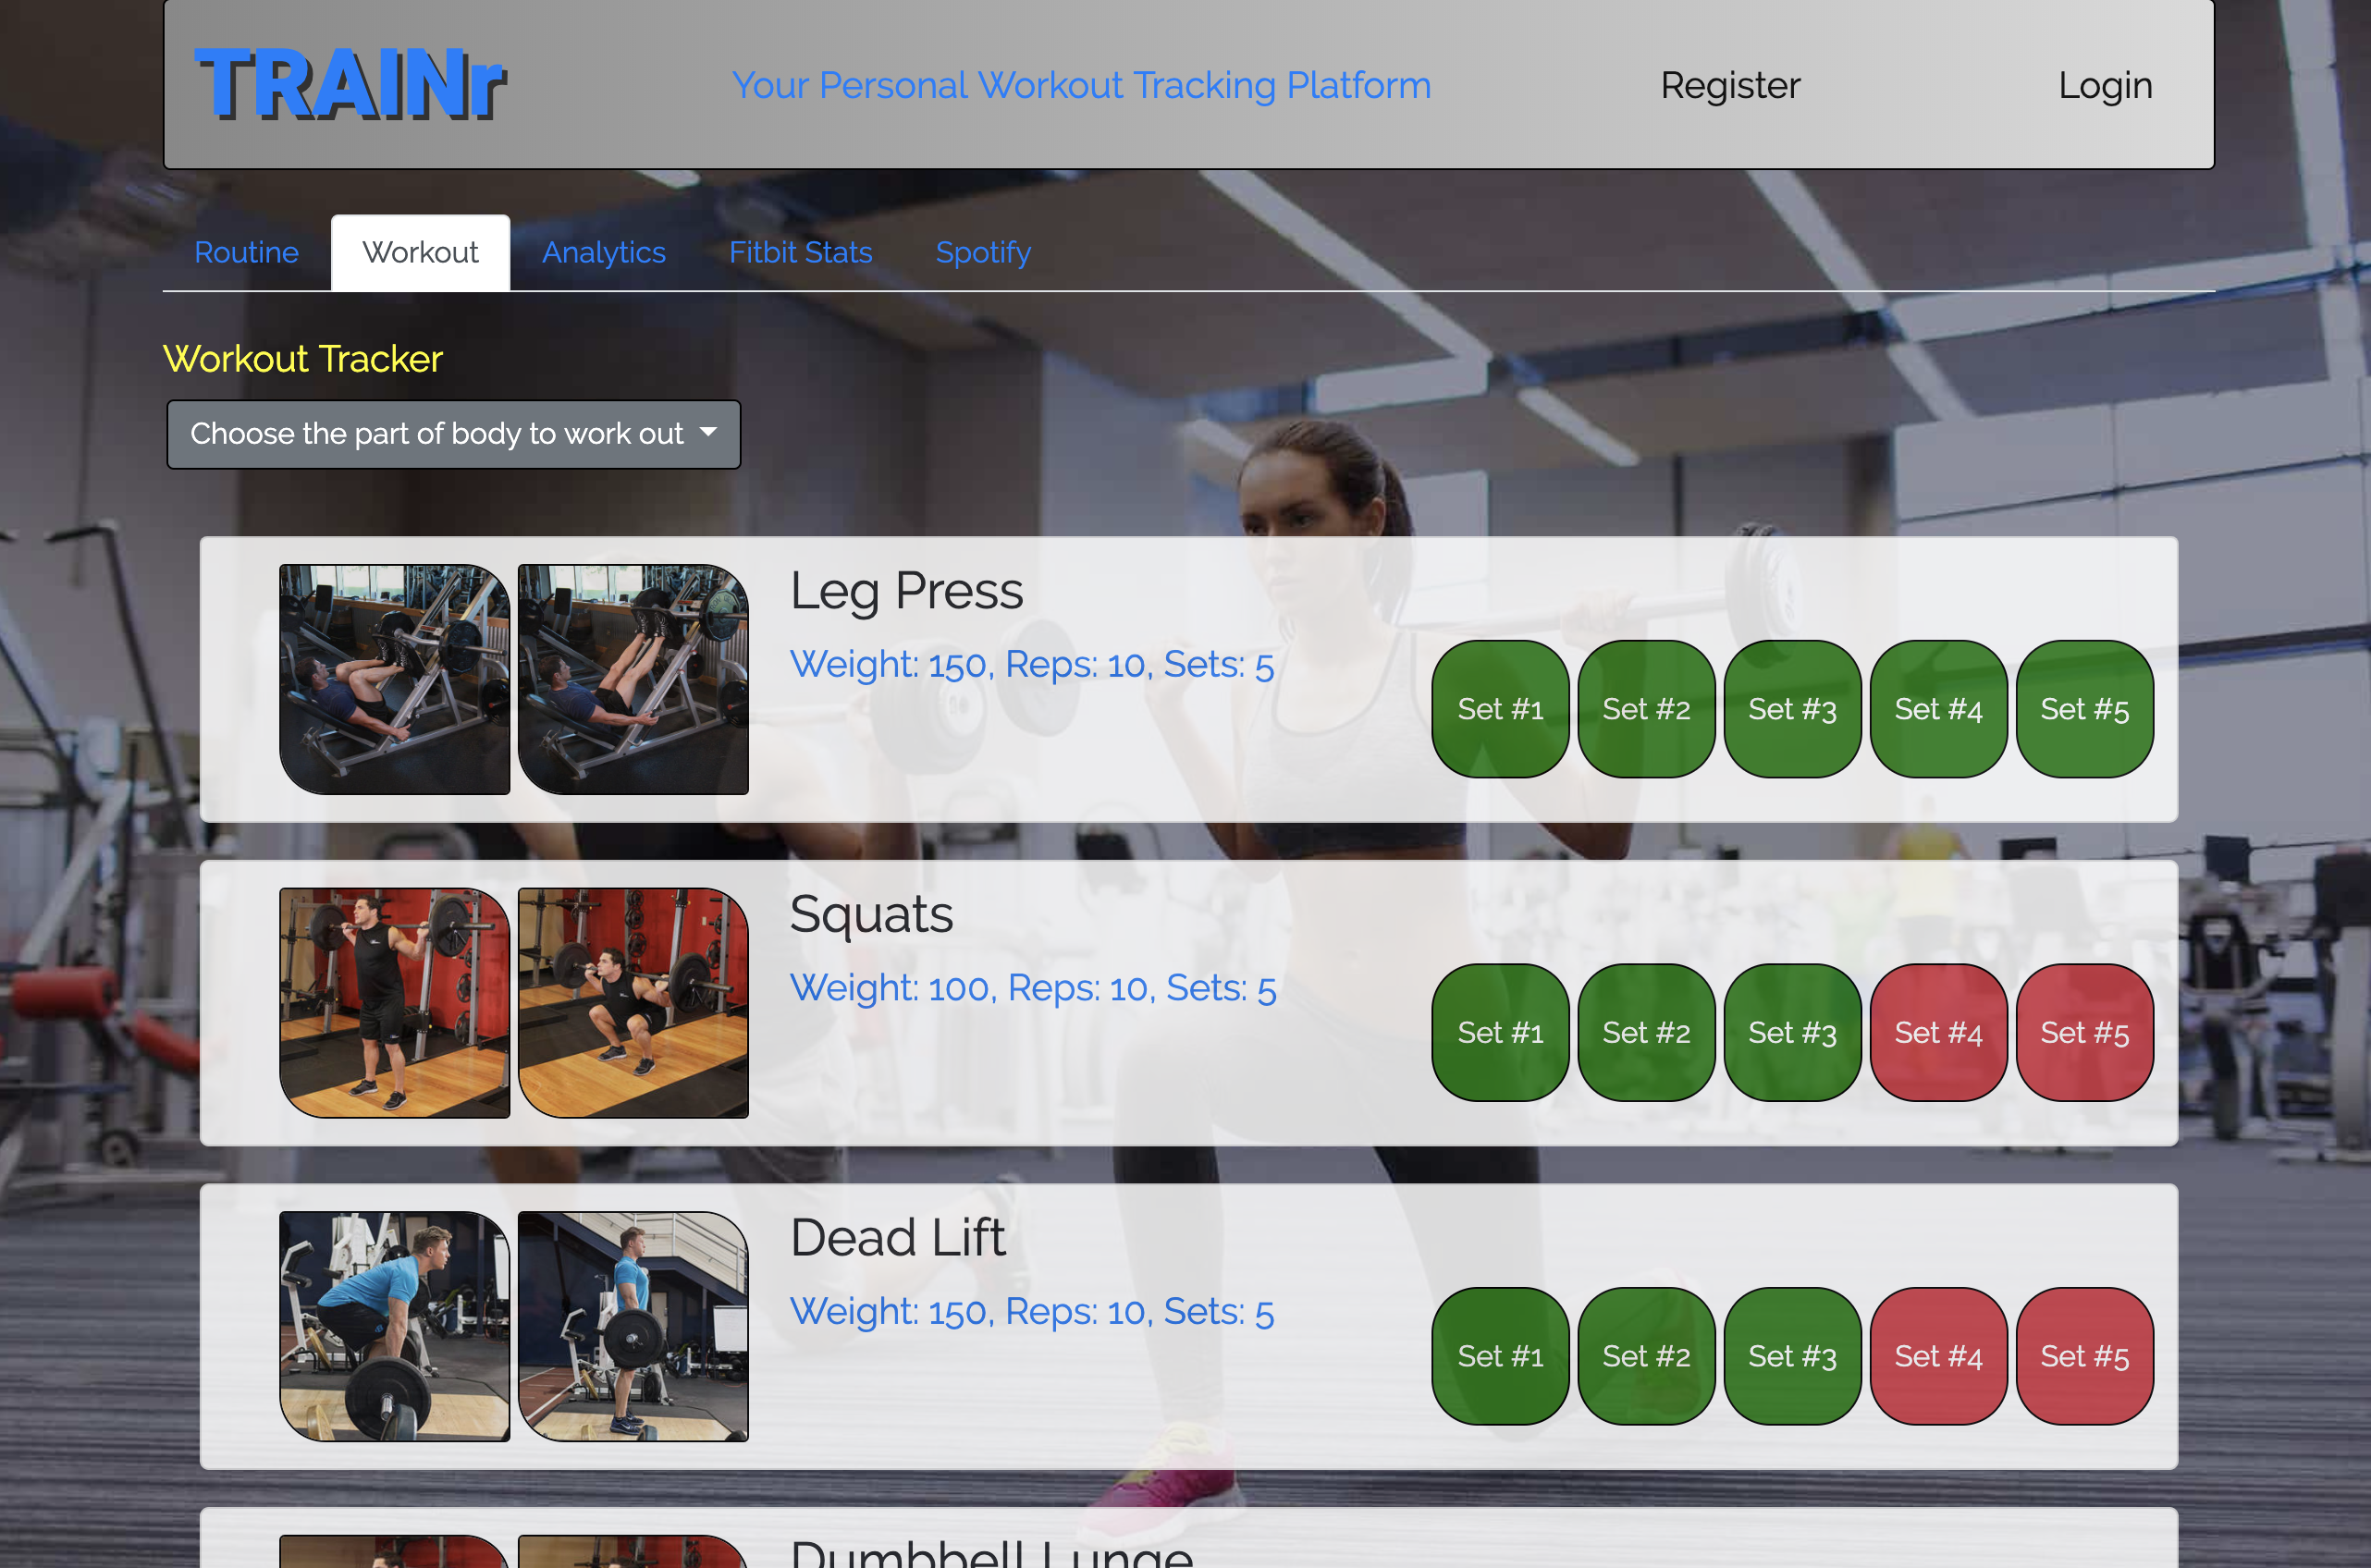 TRAINr
Your Personal Workout Tracking Platform
Register
Login
Routine
Workout
Analytics
Fitbit Stats
Spotify
Workout Tracker
Choose the part of body to work out
Leg Press
Weight: 150, Reps: 10, Sets: 5
Set #1
Set #2
Set #3
Set #4
Set #5
Squats
Weight: 100, Reps: 10, Sets: 5
Set #1
Set #2
Set #3
Set #4
Set #5
Dead Lift
Weight: 150, Reps: 10, Sets: 5
Set #1
Set #2
Set #3
Set #4
Set #5
Dumbbell Lunge